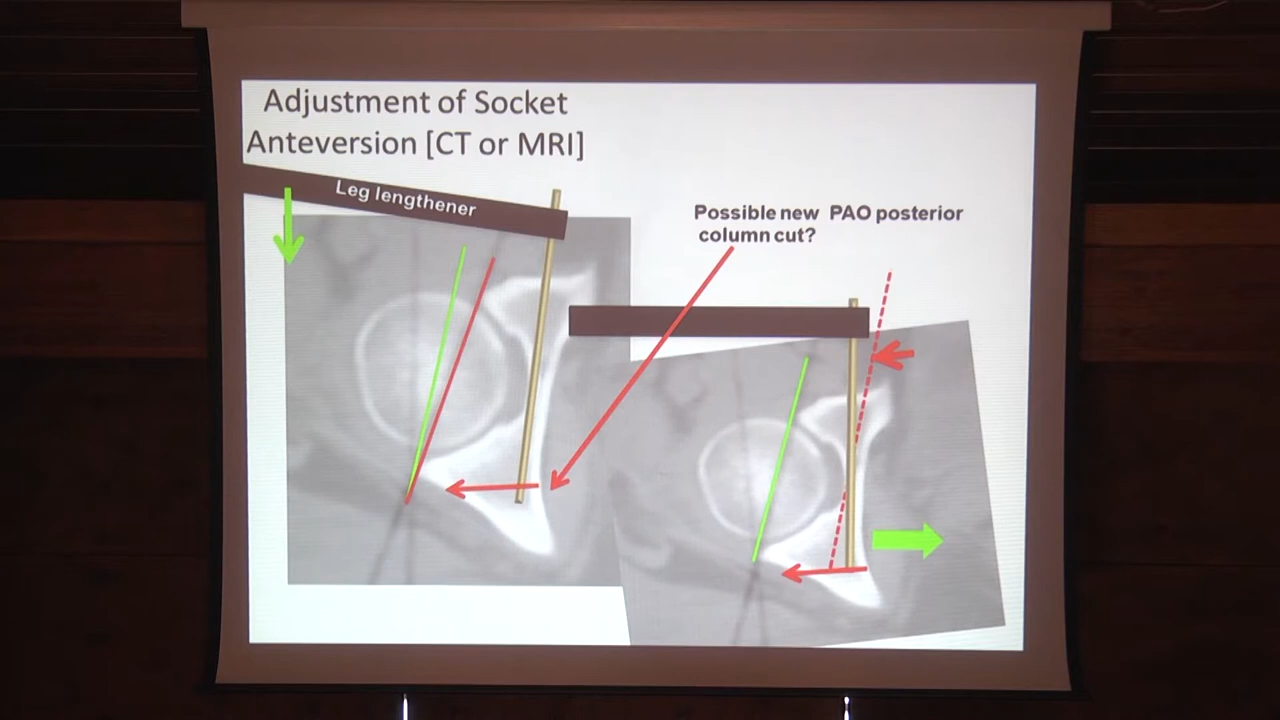 Adjustment of Socket
Anteversion [CT or MRI]
Leg lengthener
Possible new PAO posterior
column cut?